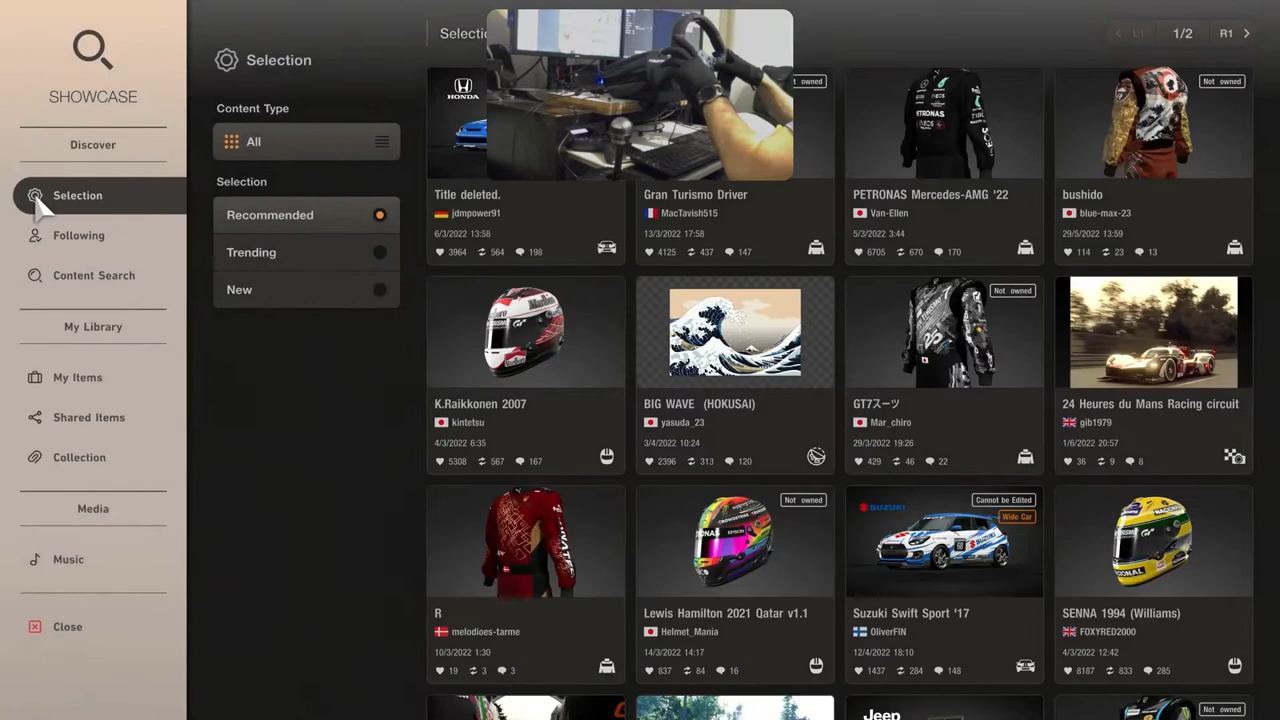 SHOWCASE
Discover
Selection
Following
Content Search
My Library
My Items
Shared Items
Collection
Media
Music
Close
Selection
Content Type
All
Selection
Recommended
Trending
New
L1
1/2
R1
HONDA
Title deleted.
jdmpower91
6/3/2022 13:58
3964 564 198
Gran Turismo Driver
MacTavish515
13/3/2022 17:58
4125 437 147
PETRONAS
PETRONAS Mercedes-AMG '22
Van-Ellen
5/3/2022 3:44
6705 670 170
Not owned
bushido
blue-max-23
29/5/2022 13:59
114 23 13
Marlboro
K.Raikkonen 2007
kintetsu
4/3/2022 6:35
5308 567 167
BIG WAVE (HOKUSAI)
yasuda_23
3/4/2022 10:24
2396 313 120
Not owned
GT7スーツ
Mar_chiro
29/3/2022 19:26
429 46 22
24 Heures du Mans Racing circuit
gib1979
1/6/2022 20:57
36 9 8
R
melodioes-tarme
10/3/2022 1:30
19 3 3
Not owned
Lewis Hamilton 2021 Qatar v1.1
Helmet_Mania
14/3/2022 14:17
837 84 16
SUZUKI
Cannot be Edited
Wide Car
Suzuki Swift Sport '17
OliverFIN
12/4/2022 18:10
1437 284 148
SENNA 1994 (Williams)
FOXYRED2000
4/3/2022 12:42
8187 833 285
Jeep
Not owned